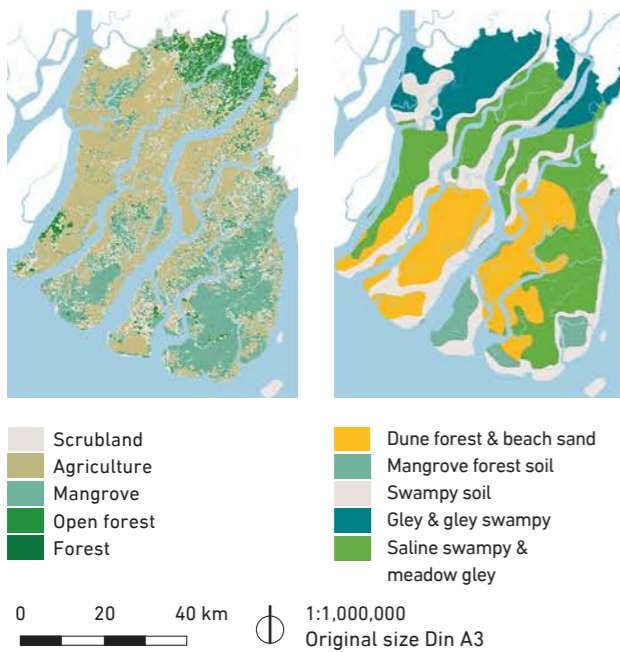 Scrubland
Agriculture
Mangrove
Open forest
Forest
Dune forest & beach sand
Mangrove forest soil
Swampy soil
Gley & gley swampy
Saline swampy &
meadow gley
0 20 40 km
1:1,000,000
Original size Din A3